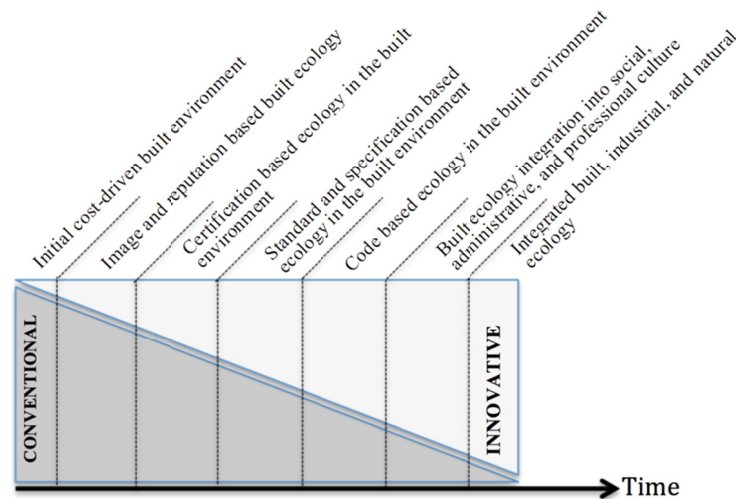 Initial cost-driven built environment
Image and reputation based built ecology
Certification based ecology in the built
environment
Standard and specification based
ecology in the built environment
Code based ecology in the built environment
Built ecology integration into social,
administrative, and professional culture
Integrated built, industrial, and natural
ecology
CONVENTIONAL
INNOVATIVE
Time